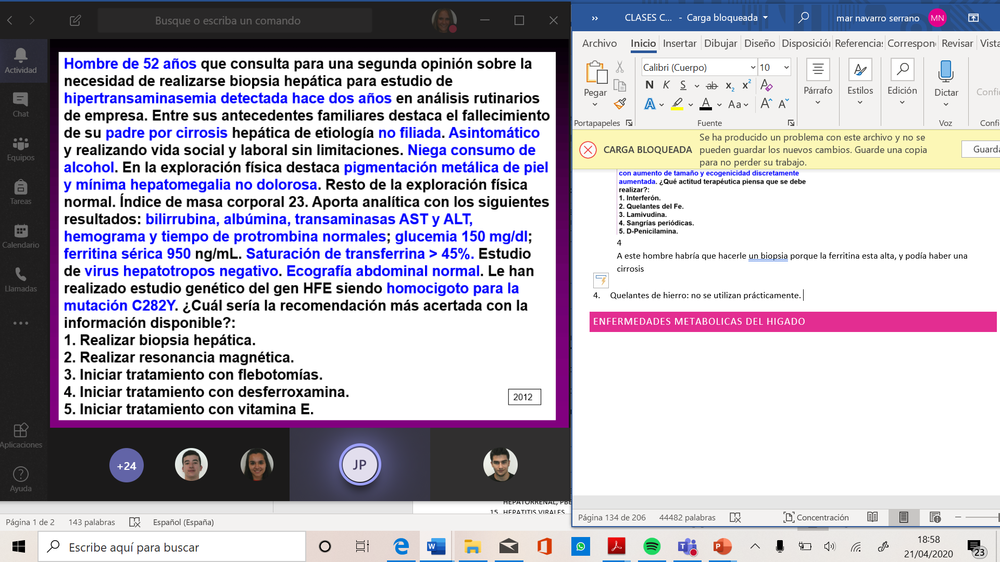 Busque o escriba un comando
Actividad
Chat
Equipos
Tareas
Calendario
Llamadas
Aplicaciones
Ayuda
Hombre de 52 años que consulta para una segunda opinión sobre la
necesidad de realizarse biopsia hepática para estudio de
hipertransaminasemia detectada hace dos años en análisis rutinarios
de empresa. Entre sus antecedentes familiares destaca el fallecimiento
de su padre por cirrosis hepática de etiología no filiada. Asintomático
y realizando vida social y laboral sin limitaciones. Niega consumo de
alcohol. En la exploración física destaca pigmentación metálica de piel
y mínima hepatomegalia no dolorosa. Resto de la exploración física
normal. Índice de masa corporal 23. Aporta analítica con los siguientes
resultados: bilirrubina, albúmina, transaminasas AST y ALT,
hemograma y tiempo de protrombina normales; glucemia 150 mg/dl;
ferritina sérica 950 ng/mL. Saturación de transferrina > 45%. Estudio
de virus hepatotropos negativo. Ecografía abdominal normal. Le han
realizado estudio genético del gen HFE siendo homocigoto para la
mutación C282Y. ¿Cuál sería la recomendación más acertada con la
información disponible?:
1. Realizar biopsia hepática.
2. Realizar resonancia magnética.
3. Iniciar tratamiento con flebotomías.
4. Iniciar tratamiento con desferroxamina.
5. Iniciar tratamiento con vitamina E.
2012
+24
JP
HEPATORRENAL, PBE
15. HEPATITIS VIRALES
Página 1 de 2 143 palabras Español (España)
CLASES C... - Carga bloqueada mar navarro serrano MN
Archivo Inicio Insertar Dibujar Diseño Disposición Referencias Correspon Revisar Vista
Pegar
Portapapeles
Calibri (Cuerpo) 10
N K S ab x2 x2 A
A A Aa A A
Fuente
Párrafo
Estilos
Edición
Dictar
Voz
Confi
Confi
CARGA BLOQUEADA
Se ha producido un problema con este archivo y no se
pueden guardar los nuevos cambios. Guarde una copia
para no perder su trabajo.
Guarda
con aumento de tamaño y ecogenicidad discretamente
aumentada. ¿Qué actitud terapéutica piensa que se debe
realizar?:
1. Interferón.
2. Quelantes del Fe.
3. Lamivudina.
4. Sangrías periódicas.
5. D-Penicilamina.
4
A este hombre habría que hacerle un biopsia porque la ferritina esta alta, y podía haber una
cirrosis
4. Quelantes de hierro: no se utilizan prácticamente.
ENFERMEDADES METABOLICAS DEL HIGADO
Página 134 de 206 44482 palabras Concentración
Escribe aquí para buscar
18:58
21/04/2020
23